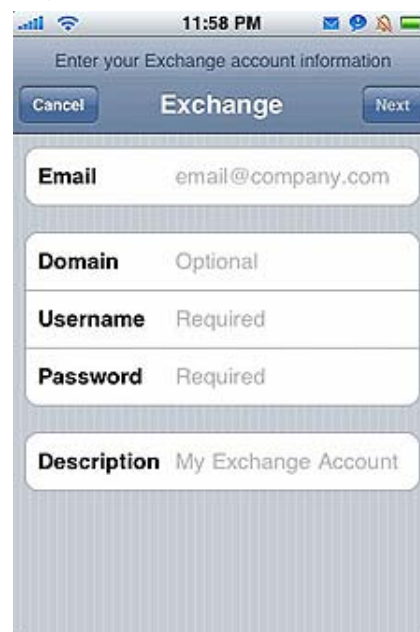 11:58 PM
Enter your Exchange account information
Cancel Exchange Next
Email email@company.com
Domain Optional
Username Required
Password Required
Description My Exchange Account